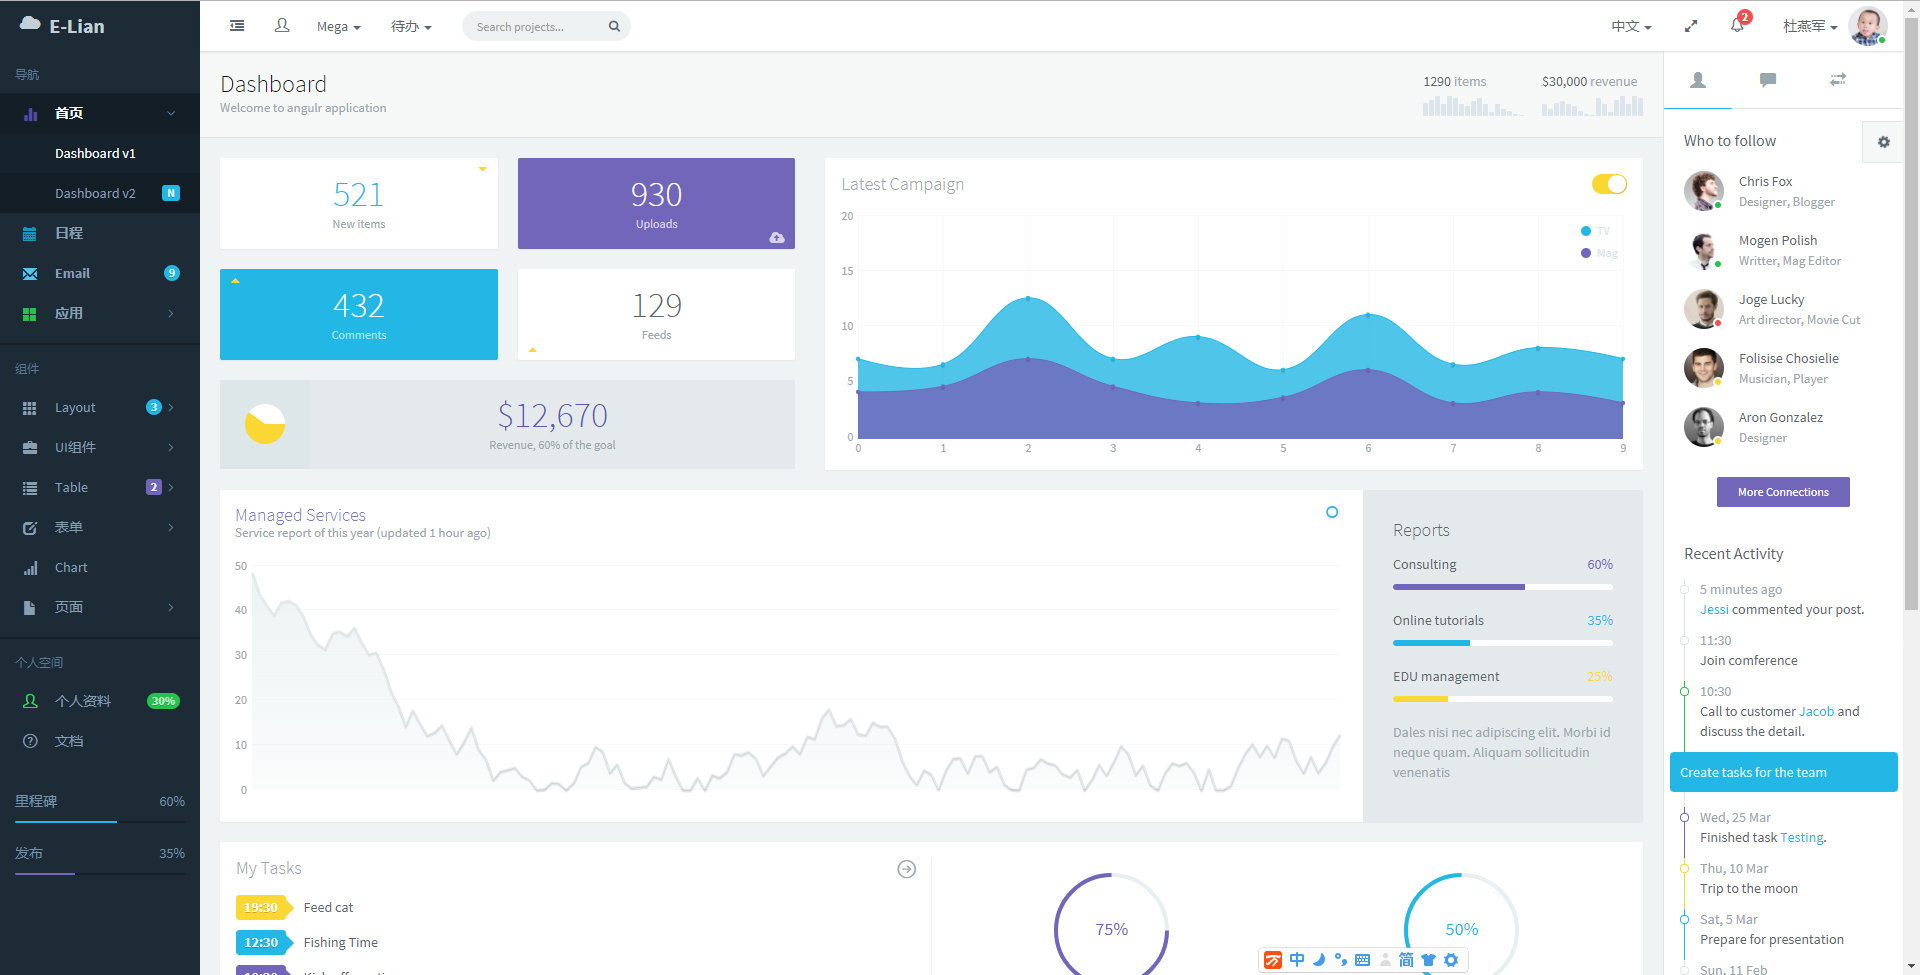 E-Lian
Mega
待办
Search projects...
中文
2
杜燕军
导航
首页
Dashboard v1
Dashboard v2
N
日程
Email
9
应用
组件
Layout
3
UI组件
Table
2
表单
Chart
页面
个人空间
个人资料
30%
文档
里程碑
60%
发布
35%
Dashboard
Welcome to angulr application
1290 items
$30,000 revenue
521
New items
930
Uploads
432
Comments
129
Feeds
$12,670
Revenue, 60% of the goal
Latest Campaign
TV
Mag
20
15
10
5
0
0 1 2 3 4 5 6 7 8 9
Managed Services
Service report of this year (updated 1 hour ago)
50
40
30
20
10
0
Reports
Consulting
60%
Online tutorials
35%
EDU management
25%
Dales nisi nec adipiscing elit. Morbi id
neque quam. Aliquam sollicitudin
venenatis
My Tasks
19:30
Feed cat
12:30
Fishing Time
75%
50%
中
简
Who to follow
Chris Fox
Designer, Blogger
Mogen Polish
Writter, Mag Editor
Joge Lucky
Art director, Movie Cut
Folisise Chosielie
Musician, Player
Aron Gonzalez
Designer
More Connections
Recent Activity
5 minutes ago
Jessi commented your post.
11:30
Join comference
10:30
Call to customer Jacob and
discuss the detail.
Create tasks for the team
Wed, 25 Mar
Finished task Testing.
Thu, 10 Mar
Trip to the moon
Sat, 5 Mar
Prepare for presentation
Sun, 11 Feb